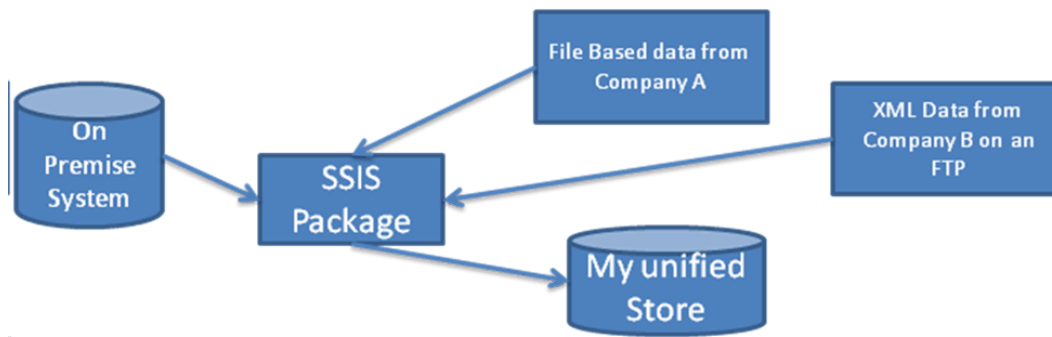 File Based data from
Company A
On
Premise
System
XML Data from
Company B on an
FTP
SSIS
Package
My unified
Store